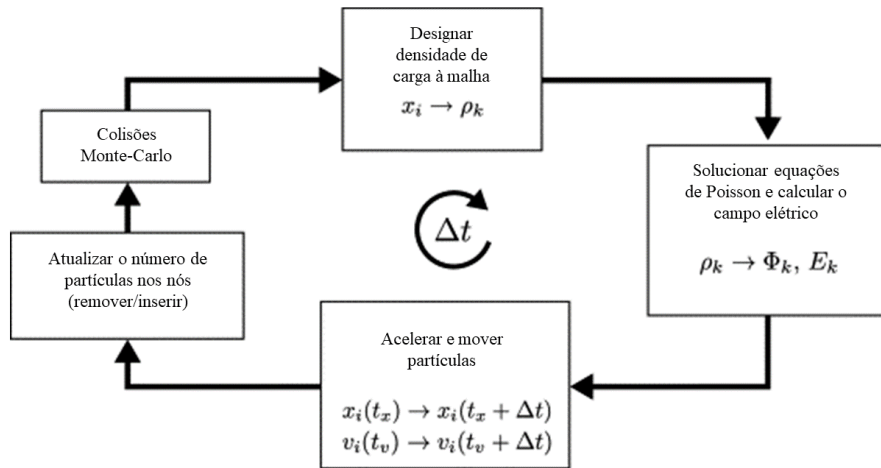 Designar
densidade de
carga à malha
x_i → ρ_k
Solucionar equações
de Poisson e calcular o
campo elétrico
ρ_k → Φ_k, E_k
Acelerar e mover
partículas
x_i(t_x) → x_i(t_x + Δt)
v_i(t_v) → v_i(t_v + Δt)
Atualizar o número de
partículas nos nós
(remover/inserir)
Colisões
Monte-Carlo
Δt